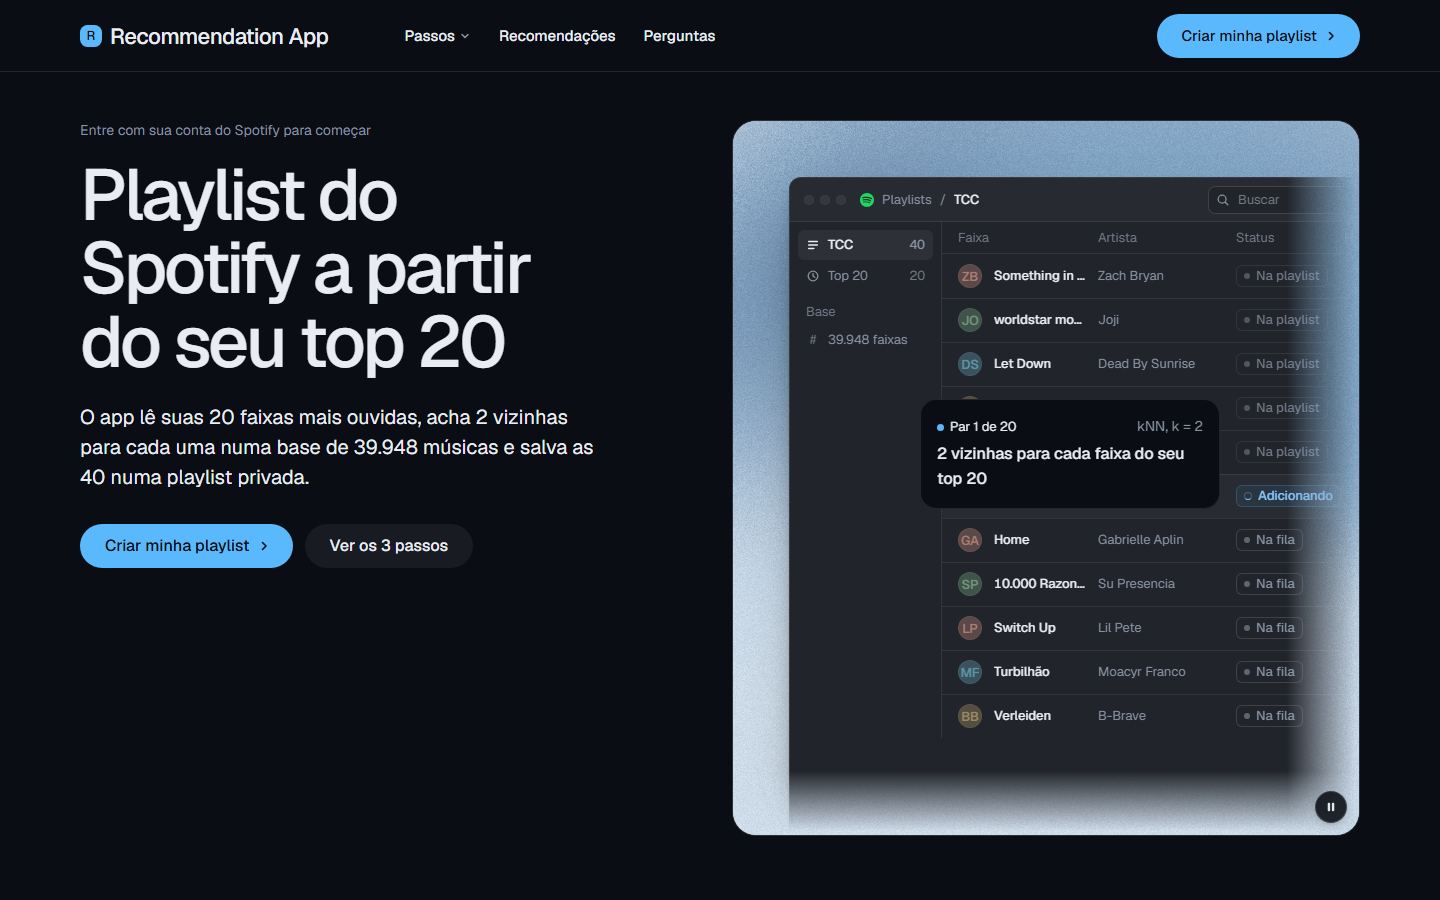 R Recommendation App
Passos
Recomendações
Perguntas
Criar minha playlist
Entre com sua conta do Spotify para começar
Playlist do
Spotify a partir
do seu top 20
O app lê suas 20 faixas mais ouvidas, acha 2 vizinhas
para cada uma numa base de 39.948 músicas e salva as
40 numa playlist privada.
Criar minha playlist
Ver os 3 passos
Playlists / TCC
Buscar
TCC 40
Top 20 20
Base
# 39.948 faixas
Faixa Artista Status
ZB Something in ... Zach Bryan Na playlist
JO worldstar mo... Joji Na playlist
DS Let Down Dead By Sunrise Na playlist
Na playlist
Na playlist
Adicionando
Par 1 de 20 kNN, k = 2
2 vizinhas para cada faixa do seu
top 20
GA Home Gabrielle Aplin Na fila
SP 10.000 Razon... Su Presencia Na fila
LP Switch Up Lil Pete Na fila
MF Turbilhão Moacyr Franco Na fila
BB Verleiden B-Brave Na fila